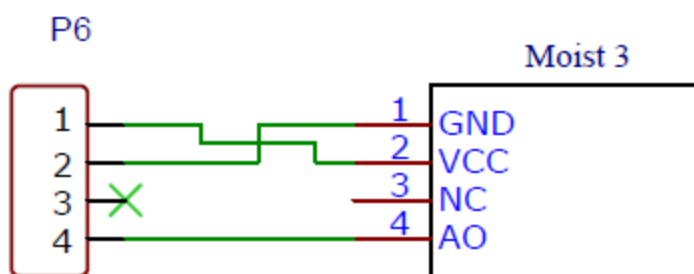 P6
Moist 3
1 1 GND
2 2 VCC
3 3 NC
4 4 AO